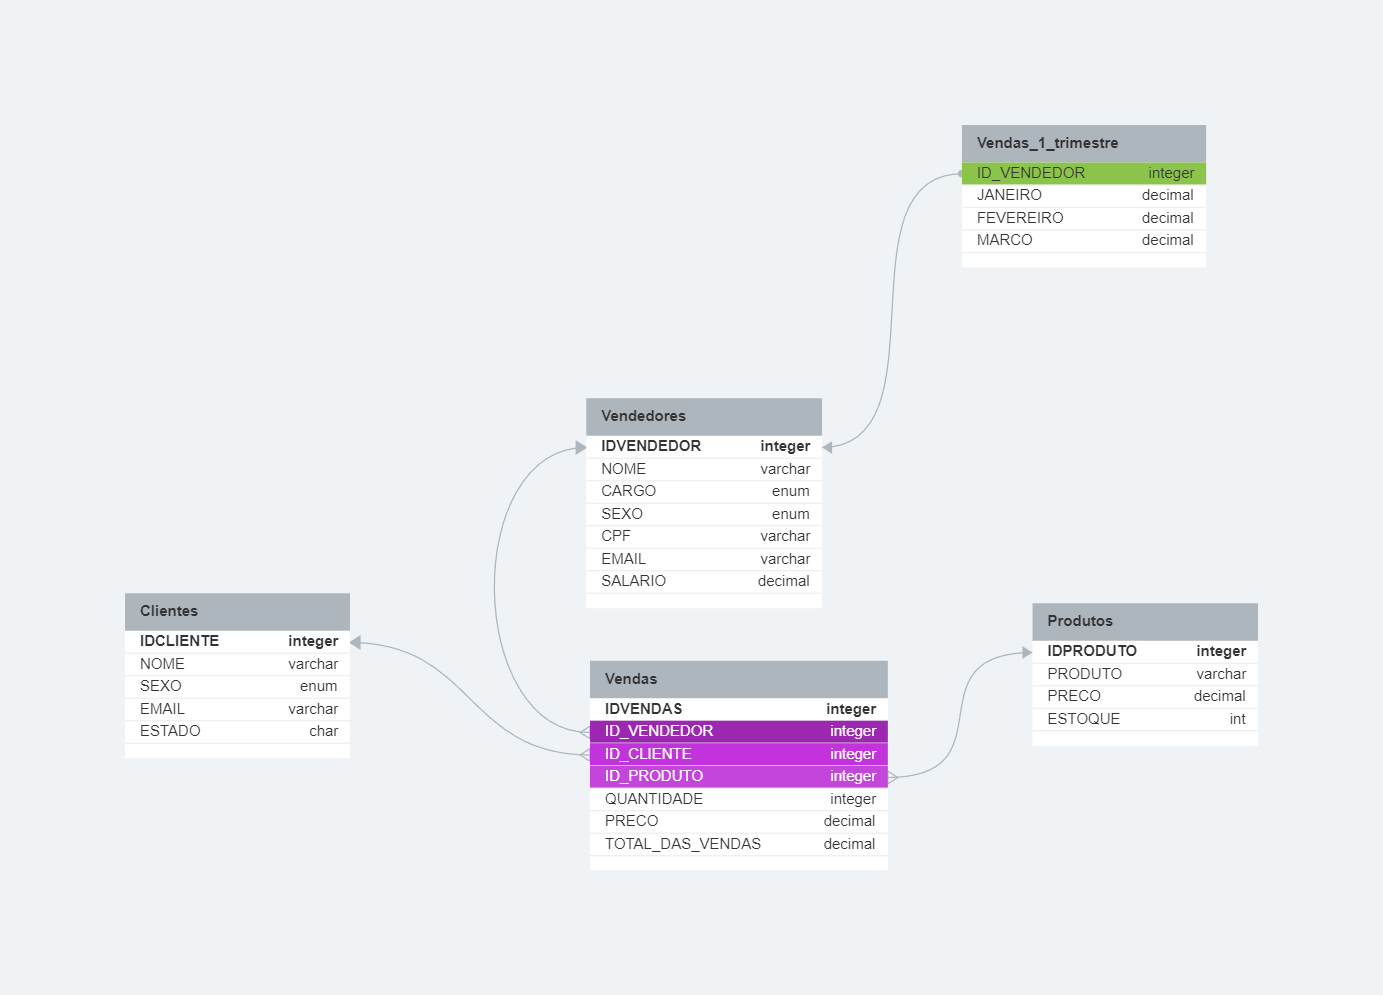 Vendas_1_trimestre
ID_VENDEDOR integer
JANEIRO decimal
FEVEREIRO decimal
MARCO decimal
Vendedores
IDVENDEDOR integer
NOME varchar
CARGO enum
SEXO enum
CPF varchar
EMAIL varchar
SALARIO decimal
Clientes
IDCLIENTE integer
NOME varchar
SEXO enum
EMAIL varchar
ESTADO char
Vendas
IDVENDAS integer
ID_VENDEDOR integer
ID_CLIENTE integer
ID_PRODUTO integer
QUANTIDADE integer
PRECO decimal
TOTAL_DAS_VENDAS decimal
Produtos
IDPRODUTO integer
PRODUTO varchar
PRECO decimal
ESTOQUE int